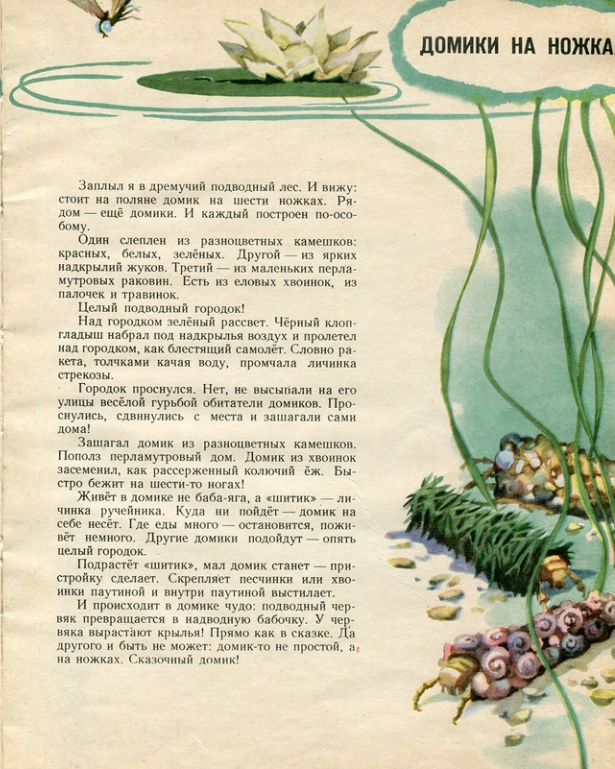 ДОМИКИ НА НОЖКА
Заплыл я в дремучий подводный лес. И вижу:
стоит на поляне домик на шести ножках. Ря-
дом — ещё домики. И каждый построен по-осо-
бому.
Один слеплен из разноцветных камешков:
красных, белых, зелёных. Другой — из ярких
надкрылий жуков. Третий — из маленьких перла-
мутровых раковин. Есть из еловых хвоинок, из
палочек и травинок.
Целый подводный городок!
Над городком зелёный рассвет. Чёрный клоп-
гладыш набрал под надкрылья воздух и пролетел
над городком, как блестящий самолёт. Словно ра-
кета, толчками качая воду, промчала личинка
стрекозы.
Городок проснулся. Нет, не высыпали на его
улицы весёлой гурьбой обитатели домиков. Про-
снулись, сдвинулись с места и зашагали сами
дома!
Зашагал домик из разноцветных камешков.
Пополз перламутровый дом. Домик из хвоинок
засеменил, как рассерженный колючий ёж. Бы-
стро бежит на шести-то ногах!
Живёт в домике не баба-яга, а «шитик» — ли-
чинка ручейника. Куда ни пойдёт — домик на
себе несёт. Где еды много — остановится, пожи-
вёт немного. Другие домики подойдут — опять
целый городок.
Подрастёт «шитик», мал домик станет — при-
стройку сделает. Скрепляет песчинки или хво-
инки паутиной и внутри паутиной выстилает.
И происходит в домике чудо: подводный чер-
вяк превращается в надводную бабочку. У чер-
вяка вырастают крылья! Прямо как в сказке. Да
другого и быть не может: домик-то не простой, а
на ножках. Сказочный домик!